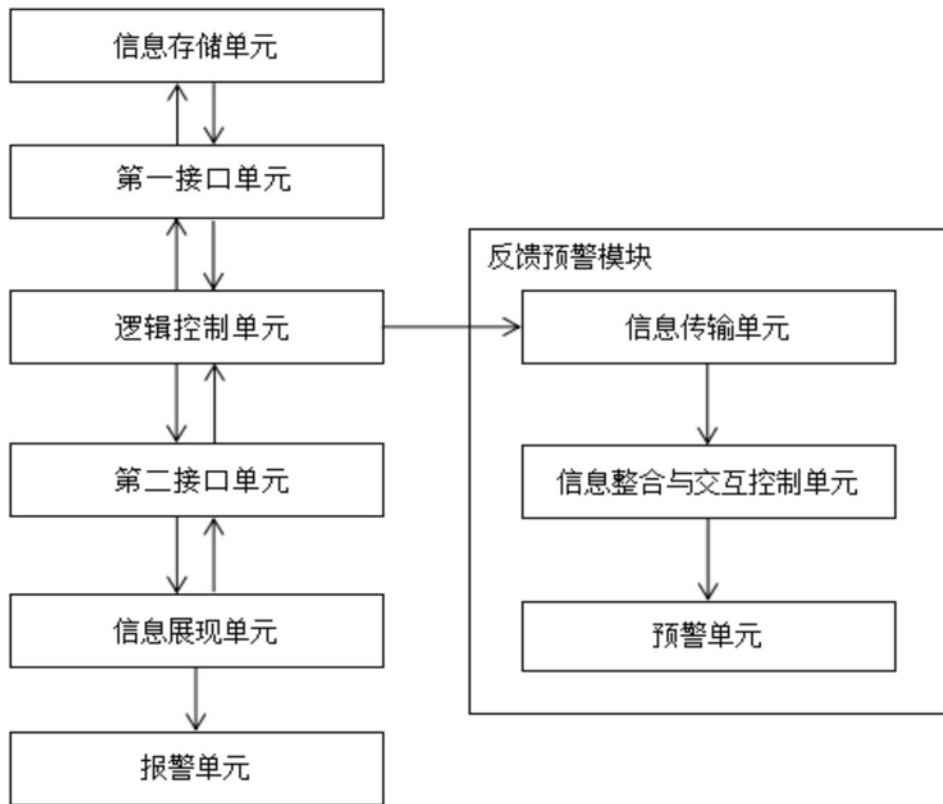 信息存储单元
第一接口单元
逻辑控制单元
第二接口单元
信息展现单元
报警单元
反馈预警模块
信息传输单元
信息整合与交互控制单元
预警单元